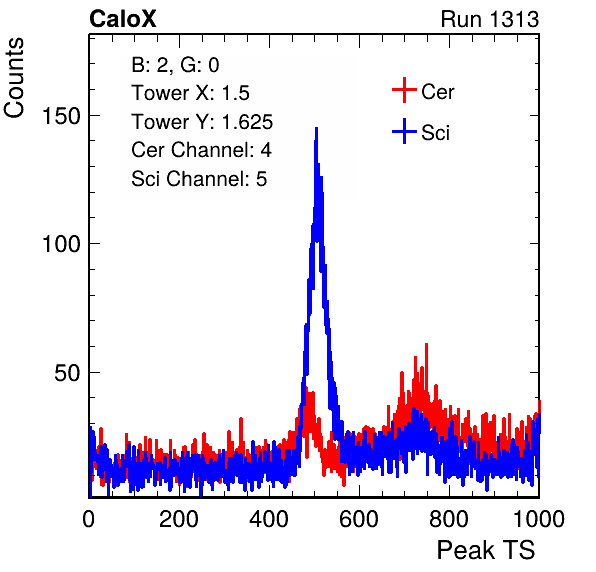 CaloX Run 1313
Counts
B: 2, G: 0
Tower X: 1.5
Tower Y: 1.625
Cer Channel: 4
Sci Channel: 5
Cer
Sci
150
100
50
0 200 400 600 800 1000
Peak TS